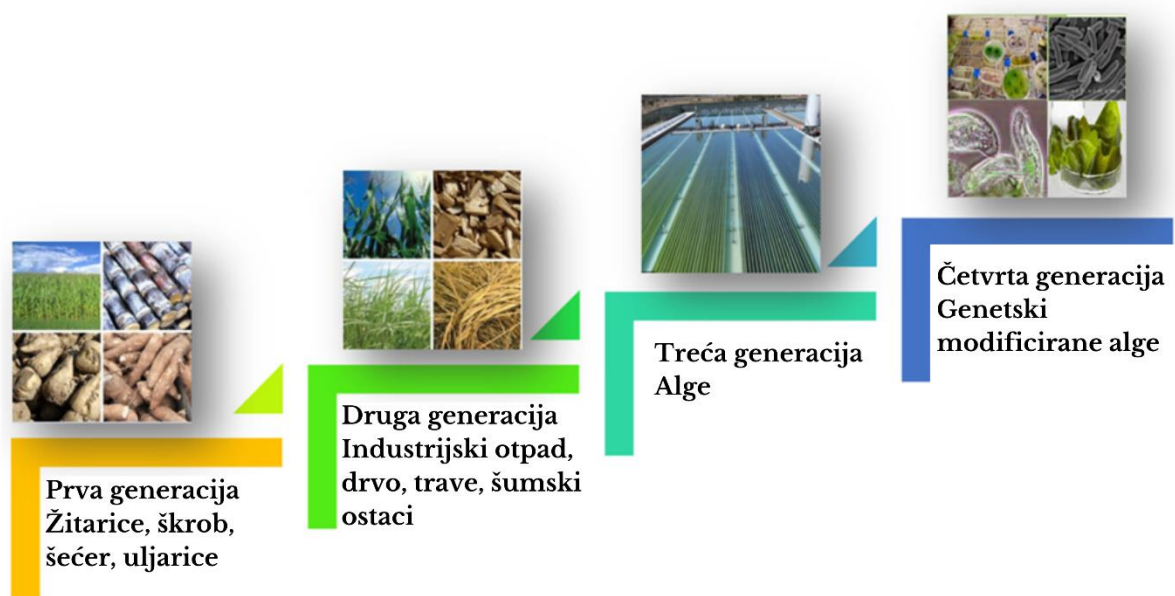 Prva generacija
Žitarice, škrob,
šećer, uljarice
Druga generacija
Industrijski otpad,
drvo, trave, šumski
ostaci
Treća generacija
Alge
Četvrta generacija
Genetski
modificirane alge